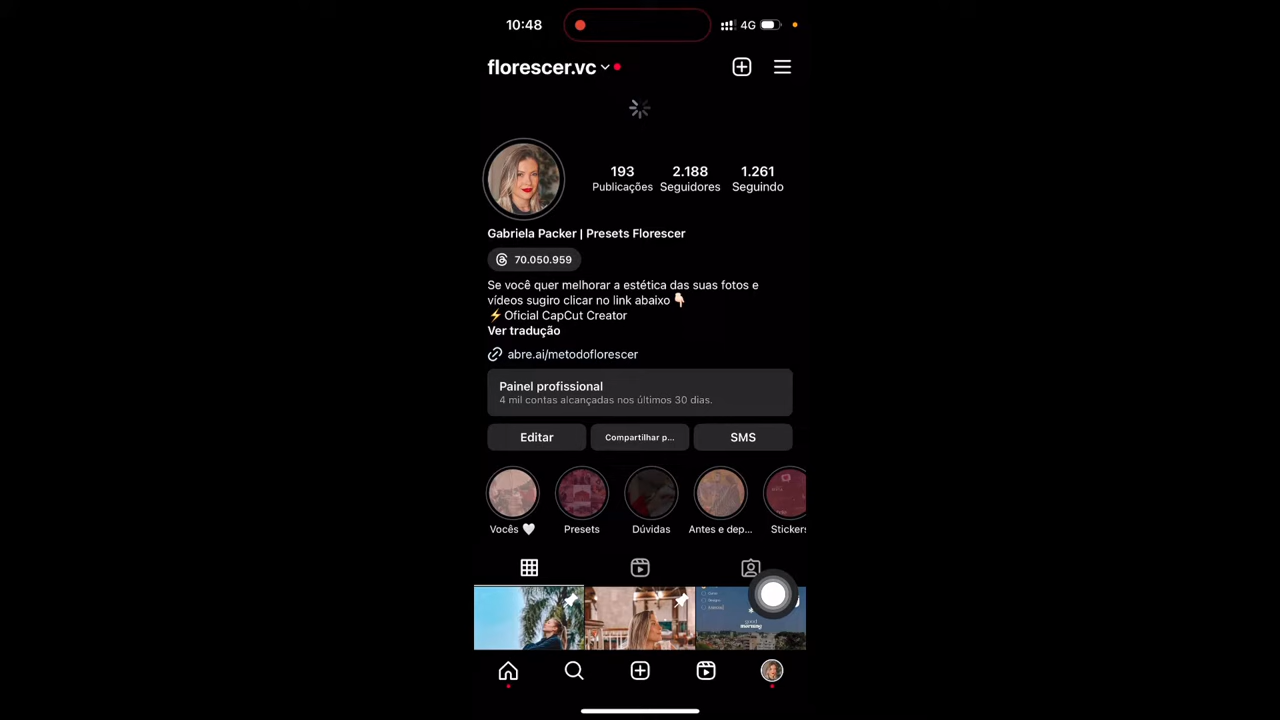 10:48
4G
florescer.vc
193
2.188
1.261
Publicações
Seguidores
Seguindo
Gabriela Packer | Presets Florescer
70.050.959
Se você quer melhorar a estética das suas fotos e
vídeos sugiro clicar no link abaixo 👇🏻
⚡ Oficial CapCut Creator
Ver tradução
abre.ai/metodoflorescer
Painel profissional
4 mil contas alcançadas nos últimos 30 dias.
Editar
Compartilhar p...
SMS
Vocês 🤍
Presets
Dúvidas
Antes e dep...
Stickers
good
morning